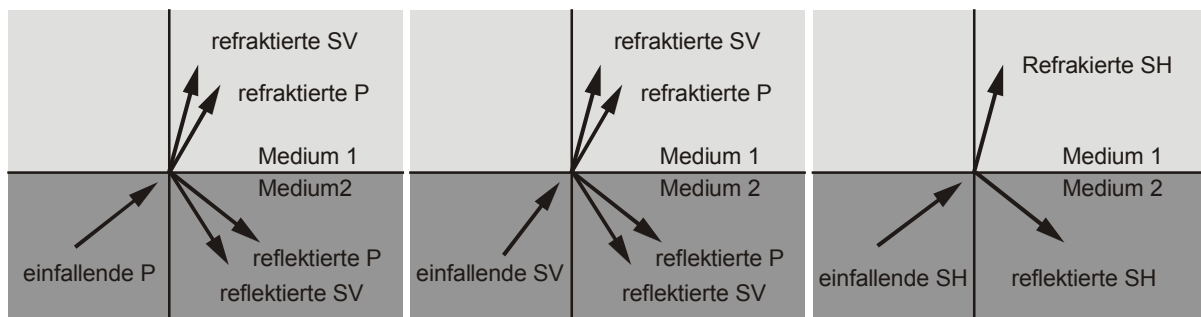 refraktierte SV
refraktierte P
Medium 1
Medium2
einfallende P
reflektierte P
reflektierte SV
refraktierte SV
refraktierte P
Medium 1
Medium 2
einfallende SV
reflektierte P
reflektierte SV
Refrakierte SH
Medium 1
Medium 2
einfallende SH
reflektierte SH